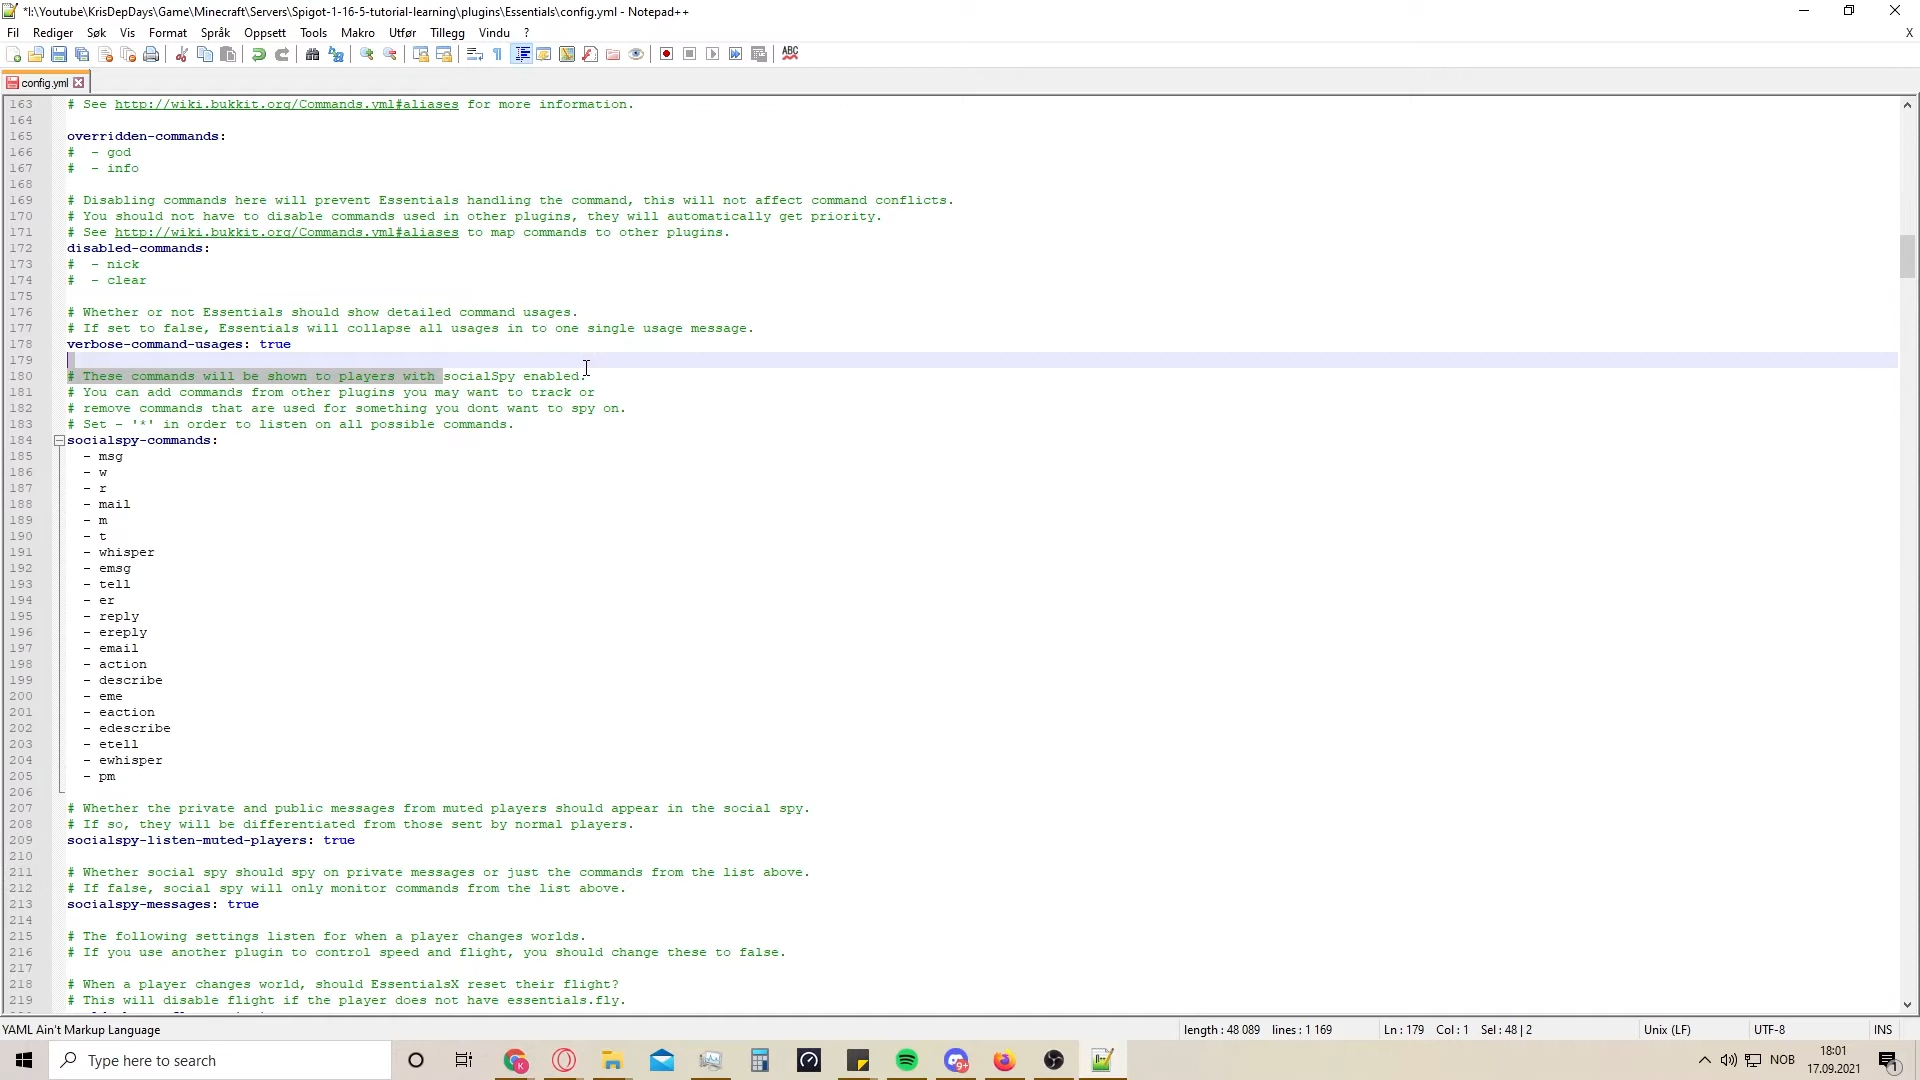 *I:\Youtube\KrisDepDays\Game\Minecraft\Servers\Spigot-1-16-5-tutorial-learning\plugins\Essentials\config.yml - Notepad++
Fil Rediger Søk Vis Format Språk Oppsett Tools Makro Utfør Tillegg Vindu ? X
config.yml
163 # See http://wiki.bukkit.org/Commands.yml#aliases for more information.
164
165 overridden-commands:
166 #  - god
167 #  - info
168
169 # Disabling commands here will prevent Essentials handling the command, this will not affect command conflicts.
170 # You should not have to disable commands used in other plugins, they will automatically get priority.
171 # See http://wiki.bukkit.org/Commands.yml#aliases to map commands to other plugins.
172 disabled-commands:
173 #  - nick
174 #  - clear
175
176 # Whether or not Essentials should show detailed command usages.
177 # If set to false, Essentials will collapse all usages in to one single usage message.
178 verbose-command-usages: true
179
180 # These commands will be shown to players with socialSpy enabled.
181 # You can add commands from other plugins you may want to track or
182 # remove commands that are used for something you dont want to spy on.
183 # Set - '*' in order to listen on all possible commands.
184 socialspy-commands:
185   - msg
186   - w
187   - r
188   - mail
189   - m
190   - t
191   - whisper
192   - emsg
193   - tell
194   - er
195   - reply
196   - ereply
197   - email
198   - action
199   - describe
200   - eme
201   - eaction
202   - edescribe
203   - etell
204   - ewhisper
205   - pm
206
207 # Whether the private and public messages from muted players should appear in the social spy.
208 # If so, they will be differentiated from those sent by normal players.
209 socialspy-listen-muted-players: true
210
211 # Whether social spy should spy on private messages or just the commands from the list above.
212 # If false, social spy will only monitor commands from the list above.
213 socialspy-messages: true
214
215 # The following settings listen for when a player changes worlds.
216 # If you use another plugin to control speed and flight, you should change these to false.
217
218 # When a player changes world, should EssentialsX reset their flight?
219 # This will disable flight if the player does not have essentials.fly.
YAML Ain't Markup Language length : 48 089 lines : 1 169 Ln : 179 Col : 1 Sel : 48 | 2 Unix (LF) UTF-8 INS
Type here to search NOB 18:01
17.09.2021